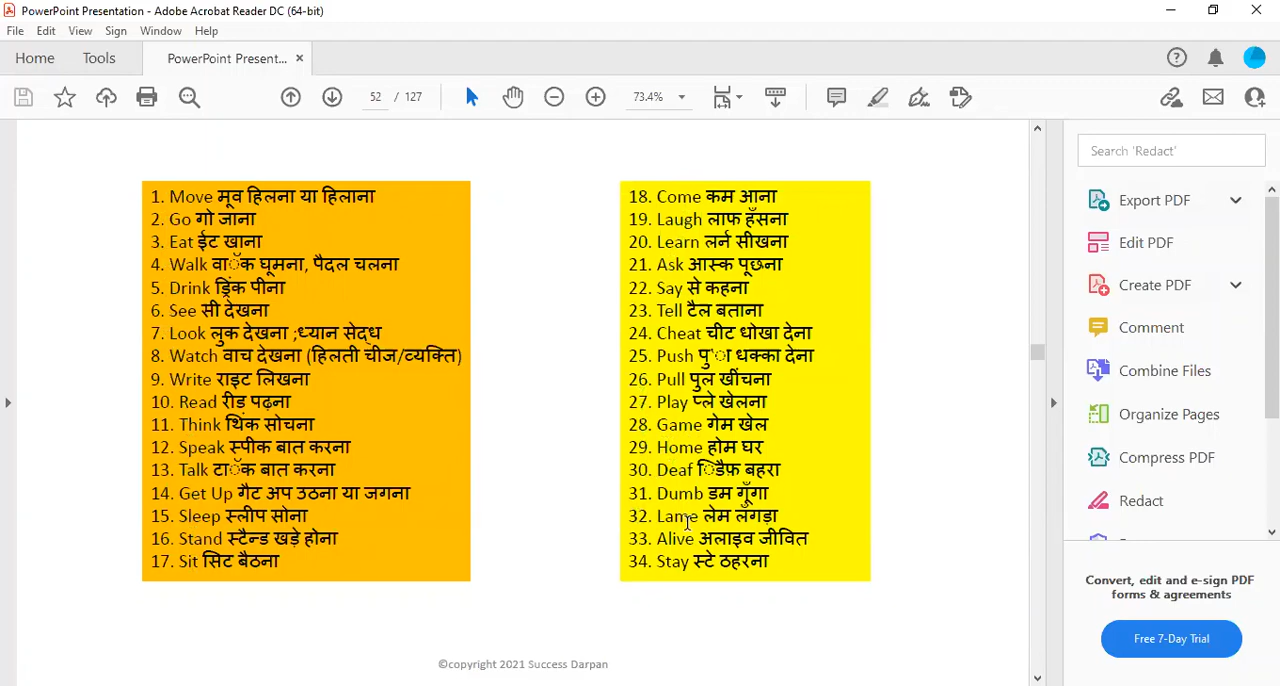 PowerPoint Presentation - Adobe Acrobat Reader DC (64-bit)
File Edit View Sign Window Help
Home Tools PowerPoint Present... ×
52 / 127 73.4%
Search 'Redact'
Export PDF
Edit PDF
Create PDF
Comment
Combine Files
Organize Pages
Compress PDF
Redact
Convert, edit and e-sign PDF
forms & agreements
Free 7-Day Trial
1. Move मूव हिलना या हिलाना
2. Go गो जाना
3. Eat ईट खाना
4. Walk वाॅक घूमना, पैदल चलना
5. Drink ड्रिंक पीना
6. See सी देखना
7. Look लुक देखना ;ध्यान सेद्ध
8. Watch वाच देखना (हिलती चीज/व्यक्ति)
9. Write राइट लिखना
10. Read रीड़ पढ़ना
11. Think थिंक सोचना
12. Speak स्पीक बात करना
13. Talk टाॅक बात करना
14. Get Up गैट अप उठना या जगना
15. Sleep स्लीप सोना
16. Stand स्टैन्ड खड़े होना
17. Sit सिट बैठना
18. Come कम आना
19. Laugh लाफ हँसना
20. Learn लर्न सीखना
21. Ask आस्क पूछना
22. Say से कहना
23. Tell टैल बताना
24. Cheat चीट धोखा देना
25. Push पु'ा धक्का देना
26. Pull पुल खींचना
27. Play प्ले खेलना
28. Game गेम खेल
29. Home होम घर
30. Deaf िडैफ़ बहरा
31. Dumb डम गूँगा
32. Lame लेम लँगड़ा
33. Alive अलाइव जीवित
34. Stay स्टे ठहरना
©copyright 2021 Success Darpan